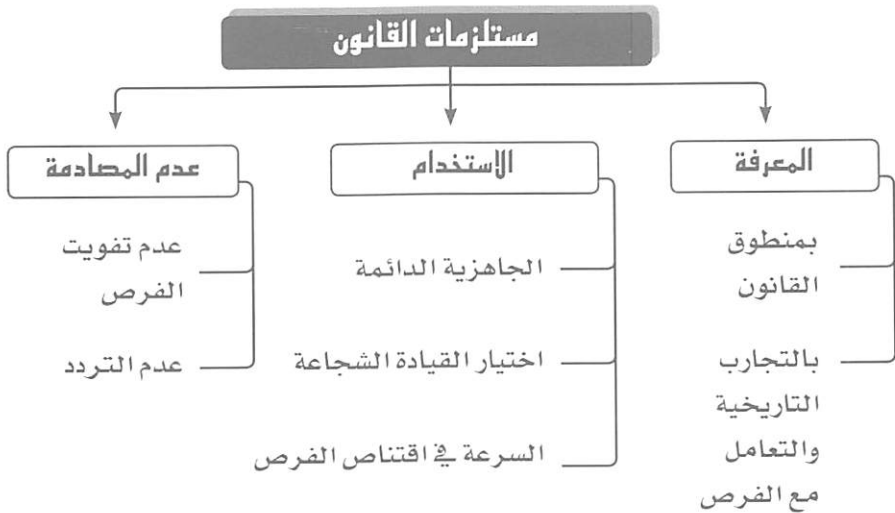 مستلزمات القانون
المعرفة
بمنطوق
القانون
بالتجارب
التاريخية
والتعامل
مع الفرص
الاستخدام
الجاهزية الدائمة
اختيار القيادة الشجاعة
السرعة في اقتناص الفرص
عدم المصادمة
عدم تفويت
الفرص
عدم التردد